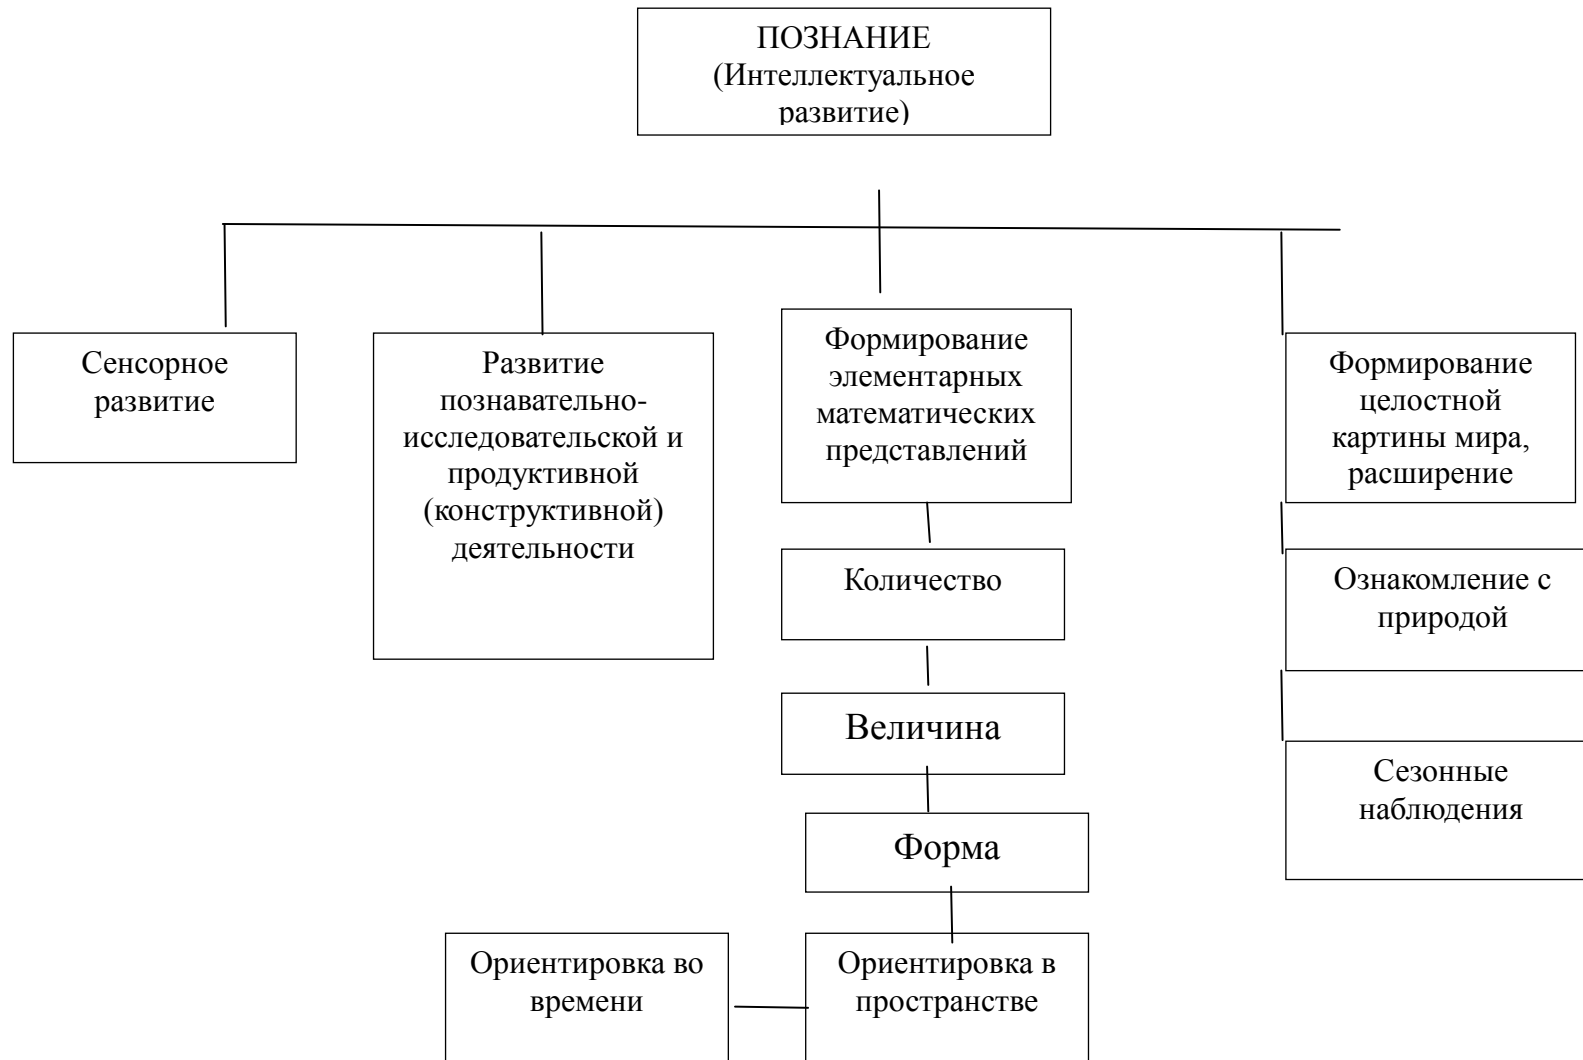 ПОЗНАНИЕ
(Интеллектуальное
развитие)
Сенсорное
развитие
Развитие
познавательно-
исследовательской и
продуктивной
(конструктивной)
деятельности
Формирование
элементарных
математических
представлений
Формирование
целостной
картины мира,
расширение
Количество
Ознакомление с
природой
Величина
Сезонные
наблюдения
Форма
Ориентировка во
времени
Ориентировка в
пространстве